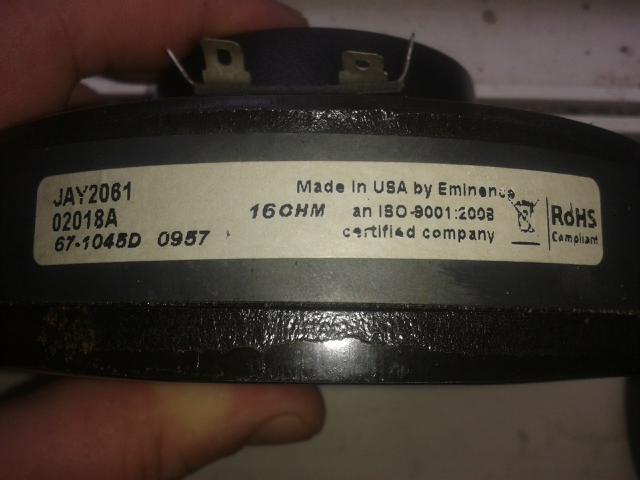 JAY2061
02018A
67-1045D 0957
16OHM
Made in USA by Eminence
an ISO-9001:2008
certified company
RoHS
Compliant